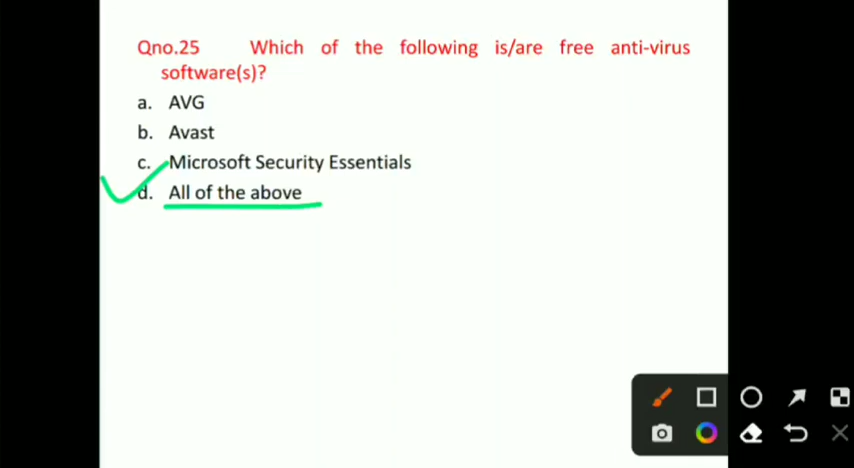 Qno.25 Which of the following is/are free anti-virus
software(s)?
a. AVG
b. Avast
c. Microsoft Security Essentials
d. All of the above